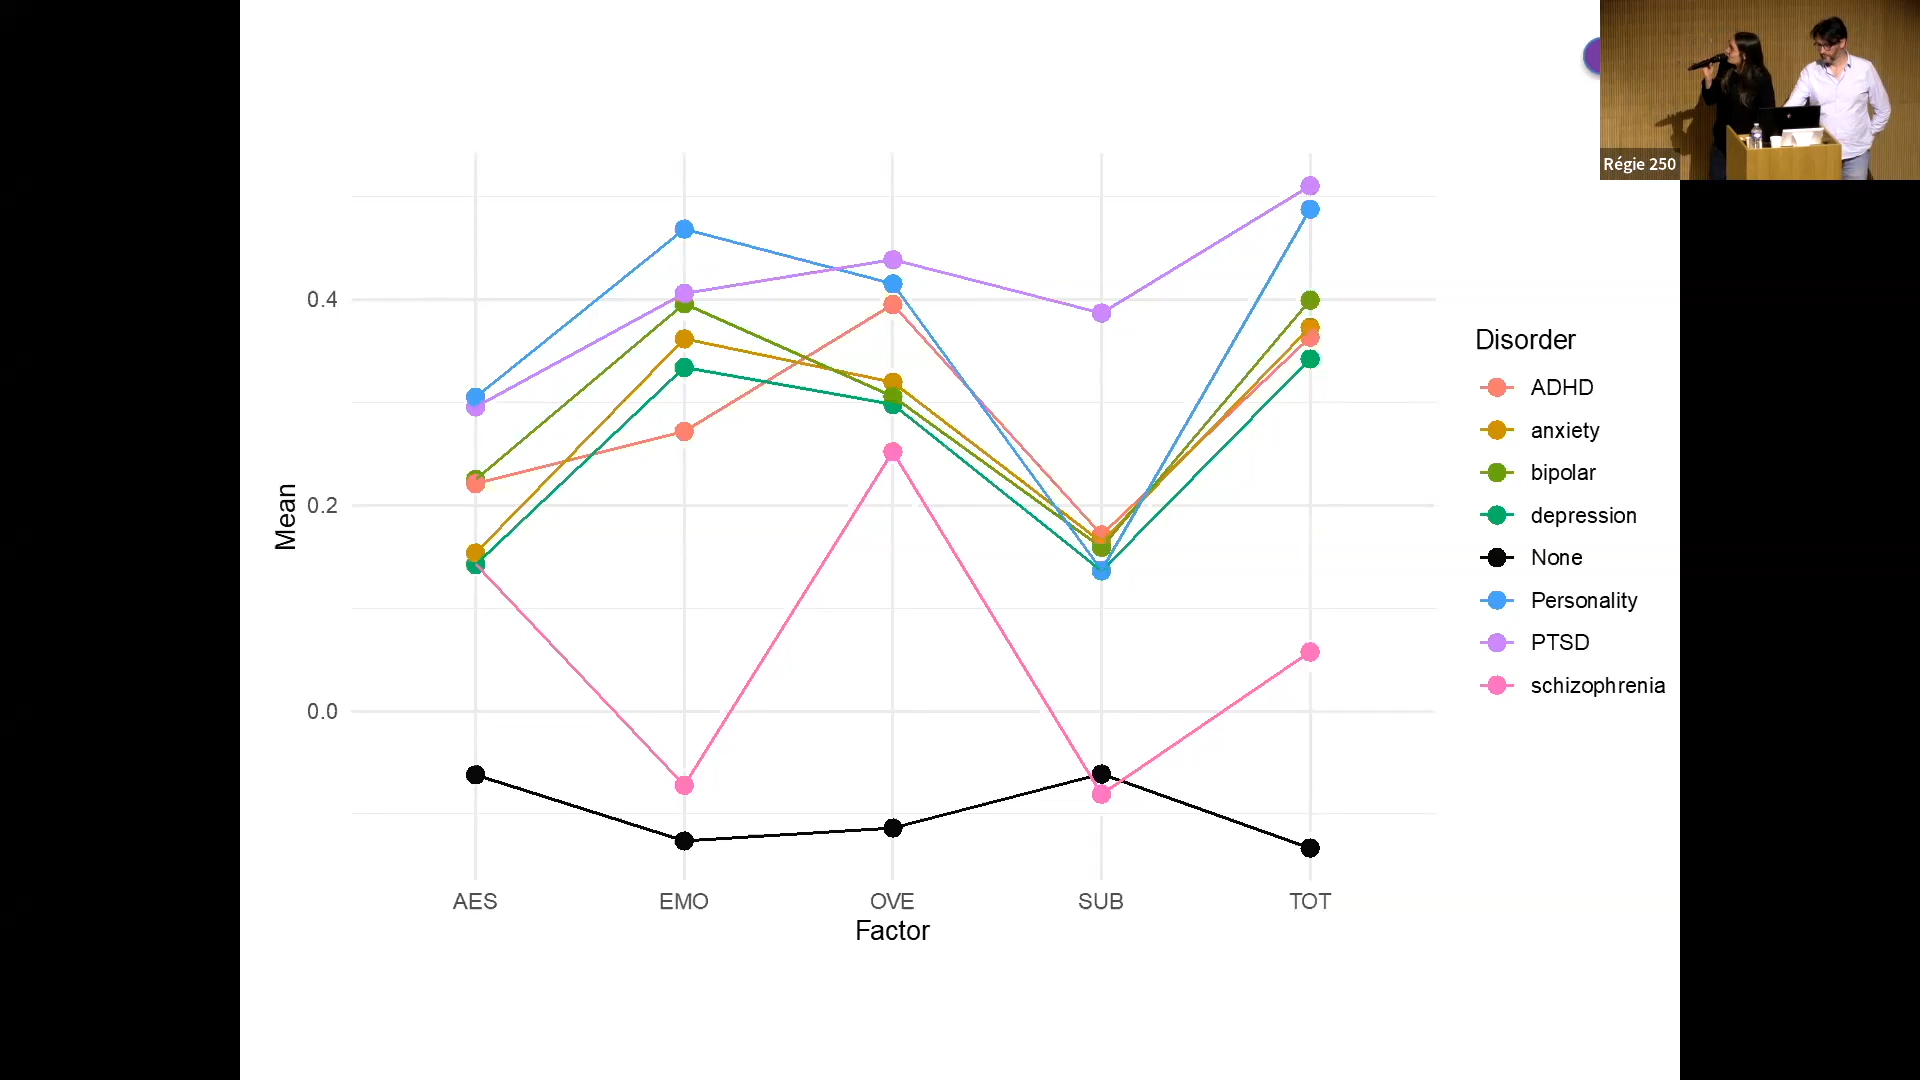 Régie 250
Mean
0.4
0.2
0.0
AES
EMO
OVE
SUB
TOT
Factor
Disorder
ADHD
anxiety
bipolar
depression
None
Personality
PTSD
schizophrenia